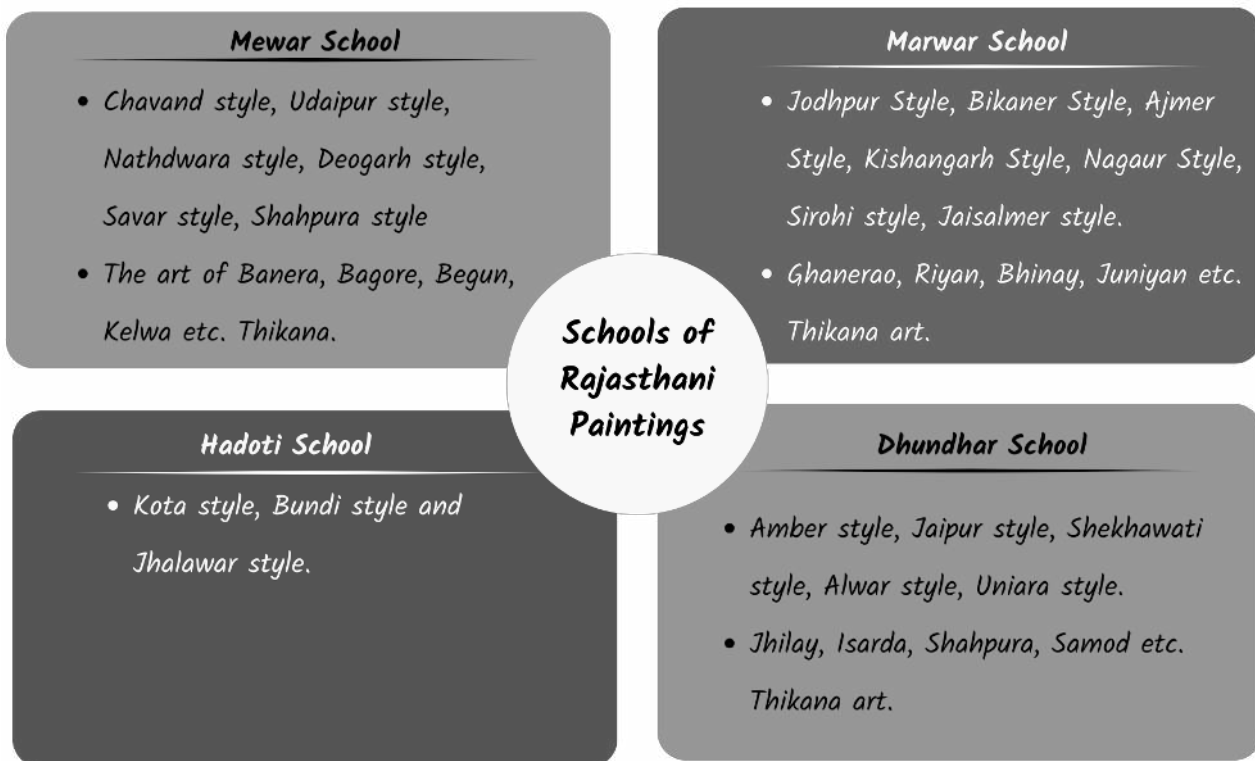 Mewar School
• Chavand style, Udaipur style,
Nathdwara style, Deogarh style,
Savar style, Shahpura style
• The art of Banera, Bagore, Begun,
Kelwa etc. Thikana.
Marwar School
• Jodhpur Style, Bikaner Style, Ajmer
Style, Kishangarh Style, Nagaur Style,
Sirohi style, Jaisalmer style.
• Ghanerao, Riyan, Bhinay, Juniyan etc.
Thikana art.
Schools of
Rajasthani
Paintings
Hadoti School
• Kota style, Bundi style and
Jhalawar style.
Dhundhar School
• Amber style, Jaipur style, Shekhawati
style, Alwar style, Uniara style.
• Jhilay, Isarda, Shahpura, Samod etc.
Thikana art.